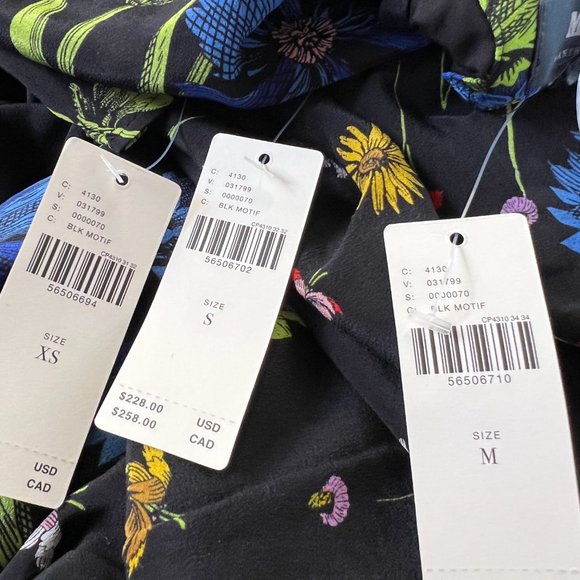 C: 4130
V: 031799
S: 0000070
C: BLK MOTIF
CP4310 31 32
56506694
SIZE
XS
USD
CAD
C: 4130
V: 031799
S: 0000070
C: BLK MOTIF
CP4310 32 32
56506702
SIZE
S
$228.00 USD
$258.00 CAD
C: 4130
V: 031799
S: 0000070
C: BLK MOTIF
CP4310 34 34
56506710
SIZE
M